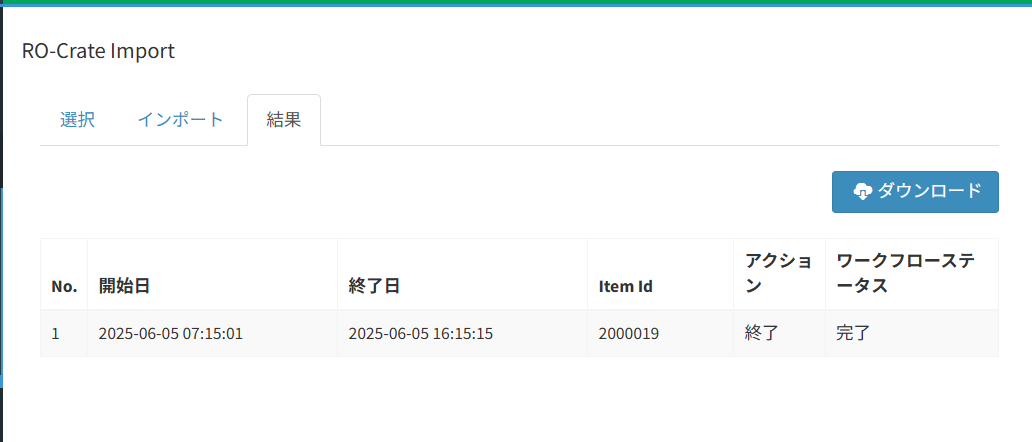 RO-Crate Import
選択
インポート
結果
ダウンロード
No.
開始日
終了日
Item Id
アクショ
ン
ワークフローステ
ータス
1
2025-06-05 07:15:01
2025-06-05 16:15:15
2000019
終了
完了